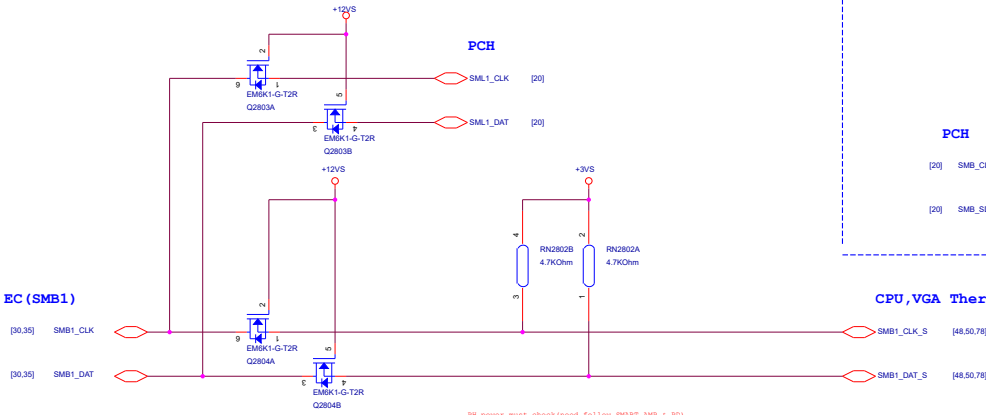 +12VS
PCH
2
6
1
SML1_CLK [20]
EM6K1-G-T2R
Q2803A
5
3
4
SML1_DAT [20]
EM6K1-G-T2R
Q2803B
PCH
[20] SMB_C
[20] SMB_S
+12VS
+3VS
4
2
RN2802B
4.7KOhm
RN2802A
4.7KOhm
3
1
EC(SMB1)
2
CPU,VGA Ther
[30,35] SMB1_CLK
6
1
SMB1_CLK_S [48,50,78]
EM6K1-G-T2R
Q2804A
5
[30,35] SMB1_DAT
3
4
SMB1_DAT_S [48,50,78]
EM6K1-G-T2R
Q2804B